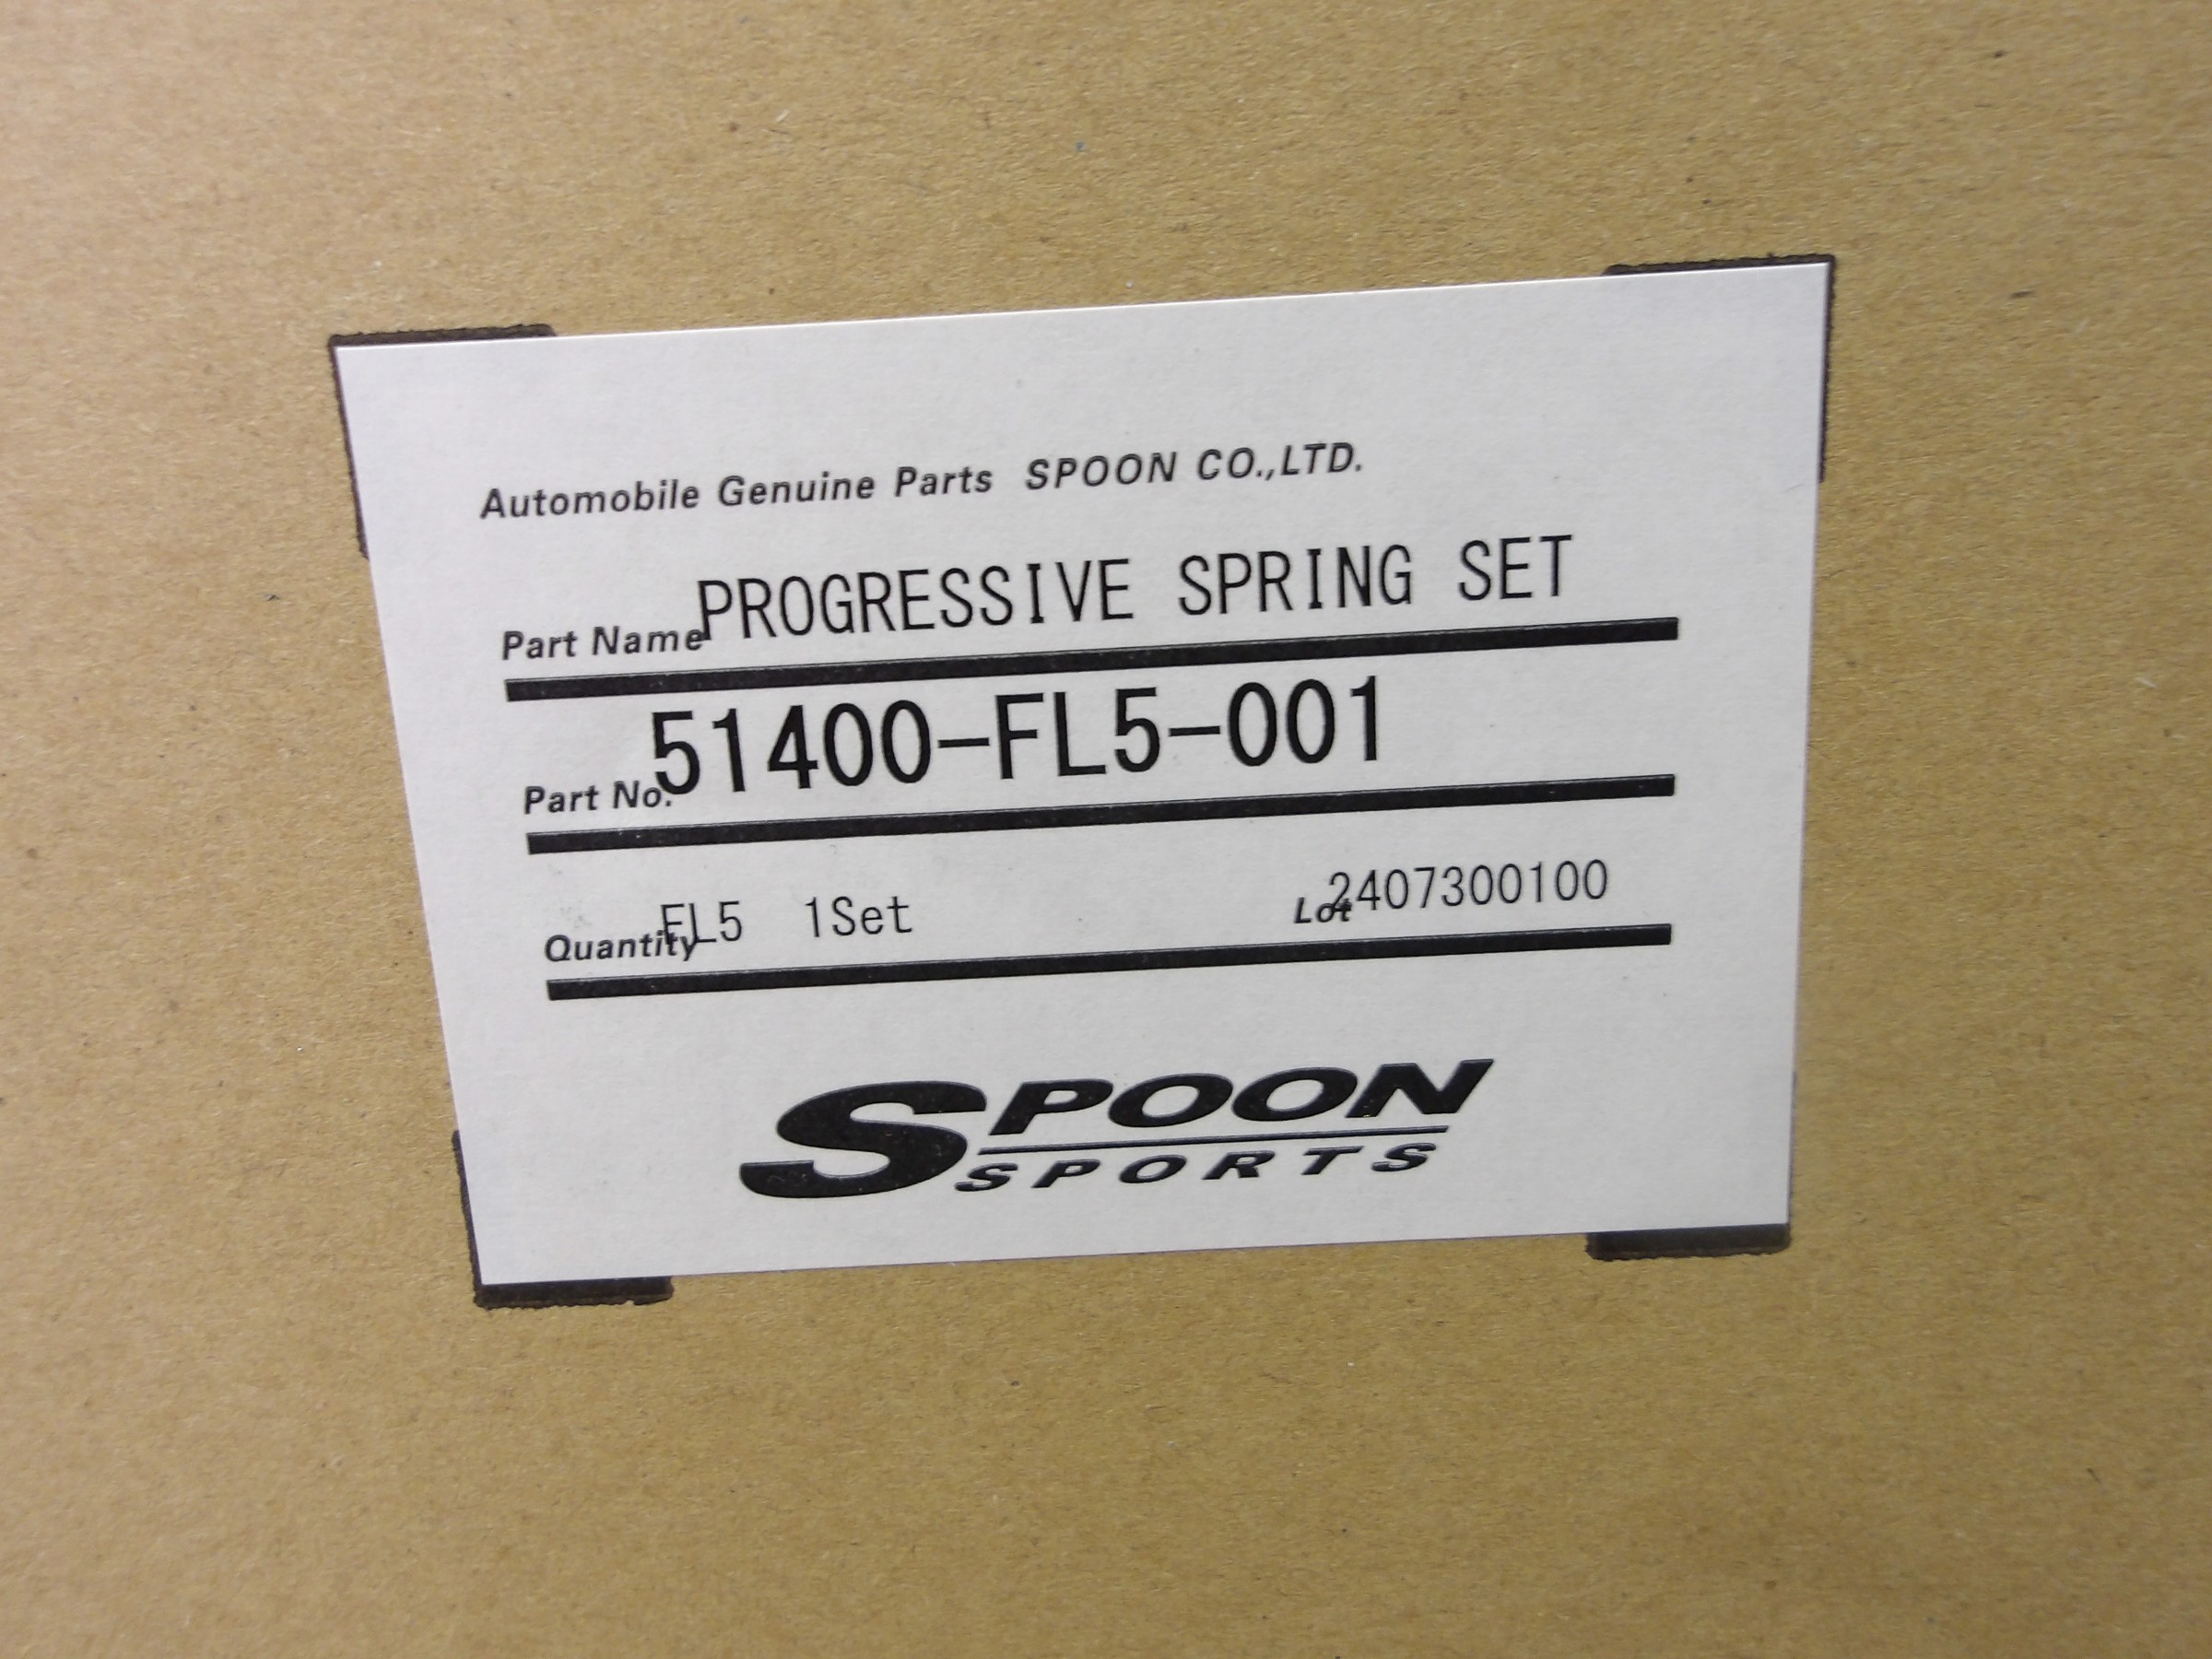 Automobile Genuine Parts SPOON CO.,LTD.
Part Name PROGRESSIVE SPRING SET
Part No. 51400-FL5-001
Quantity FL5 1Set Lot 2407300100
SPOON
SPORTS